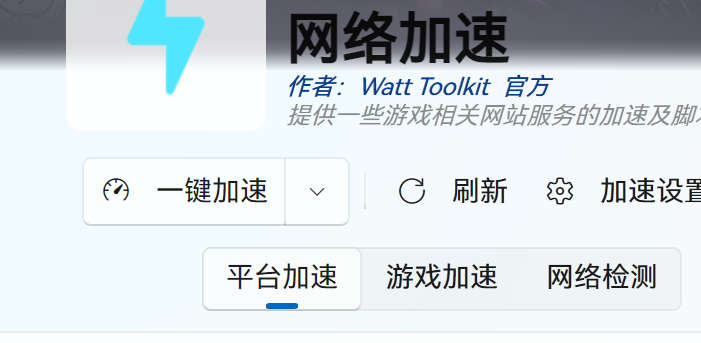 网络加速
作者: Watt Toolkit 官方
提供一些游戏相关网站服务的加速及脚
一键加速 刷新 加速设置
平台加速 游戏加速 网络检测